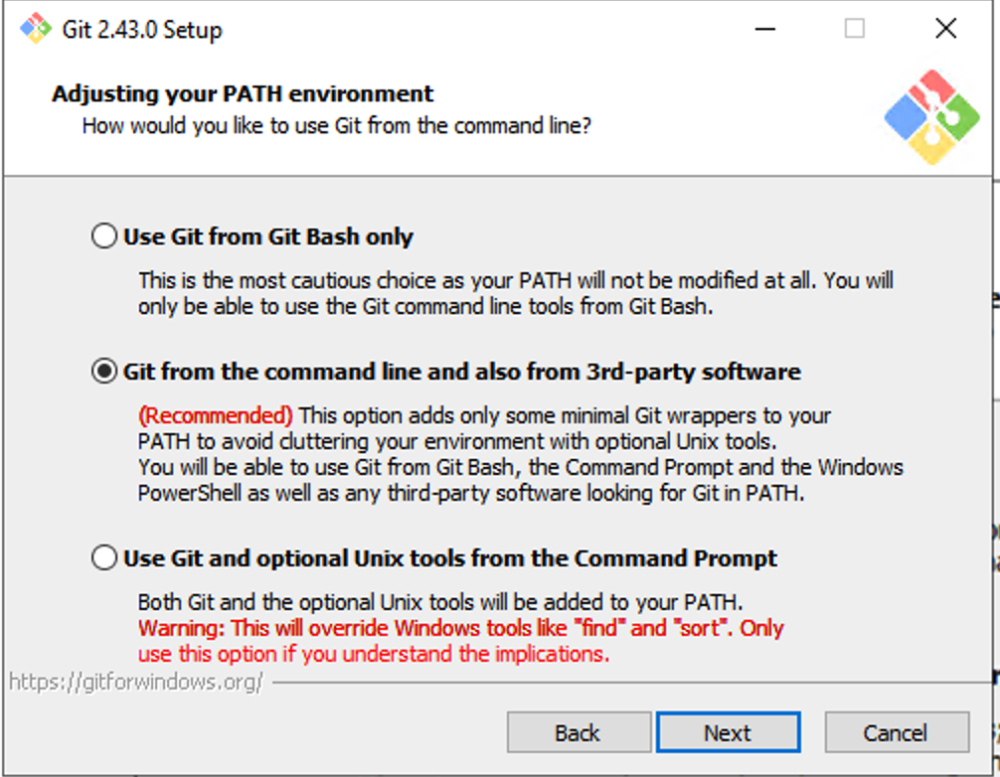 Git 2.43.0 Setup
Adjusting your PATH environment
How would you like to use Git from the command line?
Use Git from Git Bash only
This is the most cautious choice as your PATH will not be modified at all. You will
only be able to use the Git command line tools from Git Bash.
Git from the command line and also from 3rd-party software
(Recommended) This option adds only some minimal Git wrappers to your
PATH to avoid cluttering your environment with optional Unix tools.
You will be able to use Git from Git Bash, the Command Prompt and the Windows
PowerShell as well as any third-party software looking for Git in PATH.
Use Git and optional Unix tools from the Command Prompt
Both Git and the optional Unix tools will be added to your PATH.
Warning: This will override Windows tools like "find" and "sort". Only
use this option if you understand the implications.
https://gitforwindows.org/
Back Next Cancel